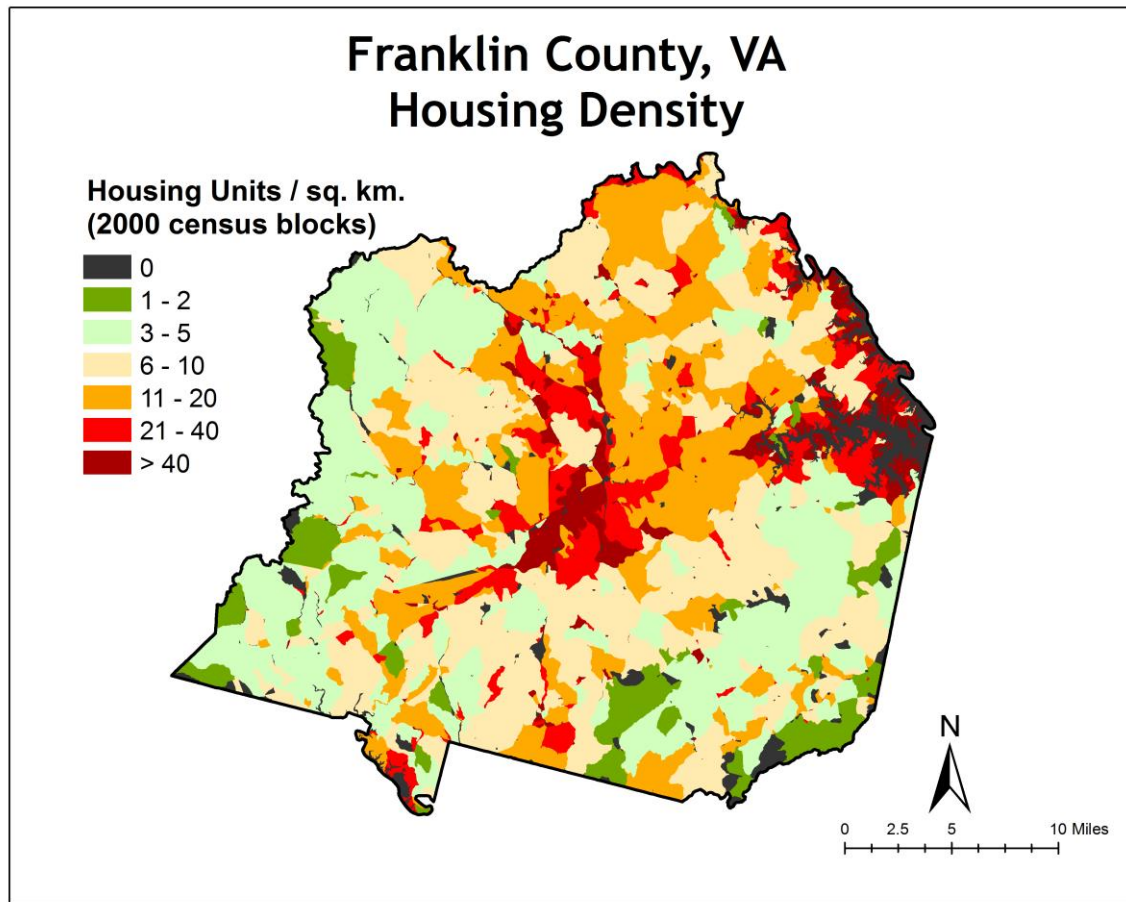 Franklin County, VA
Housing Density
Housing Units / sq. km.
(2000 census blocks)
0
1 - 2
3 - 5
6 - 10
11 - 20
21 - 40
> 40
N
0 2.5 5 10 Miles